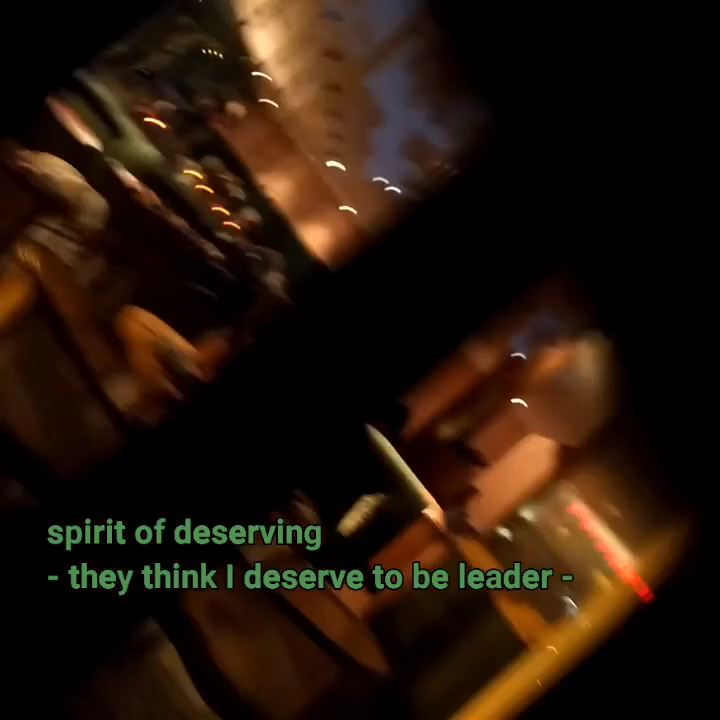 spirit of deserving
- they think I deserve to be leader -